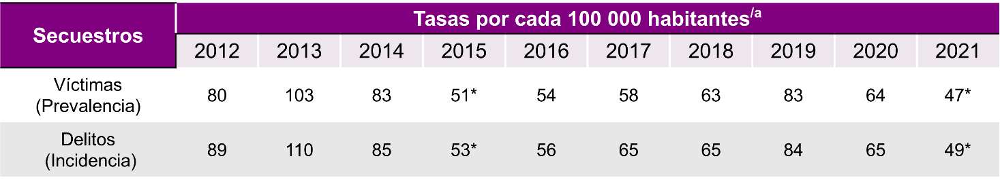 Secuestros
Tasas por cada 100 000 habitantes/a
2012 2013 2014 2015 2016 2017 2018 2019 2020 2021
Víctimas
(Prevalencia)
80 103 83 51* 54 58 63 83 64 47*
Delitos
(Incidencia)
89 110 85 53* 56 65 65 84 65 49*